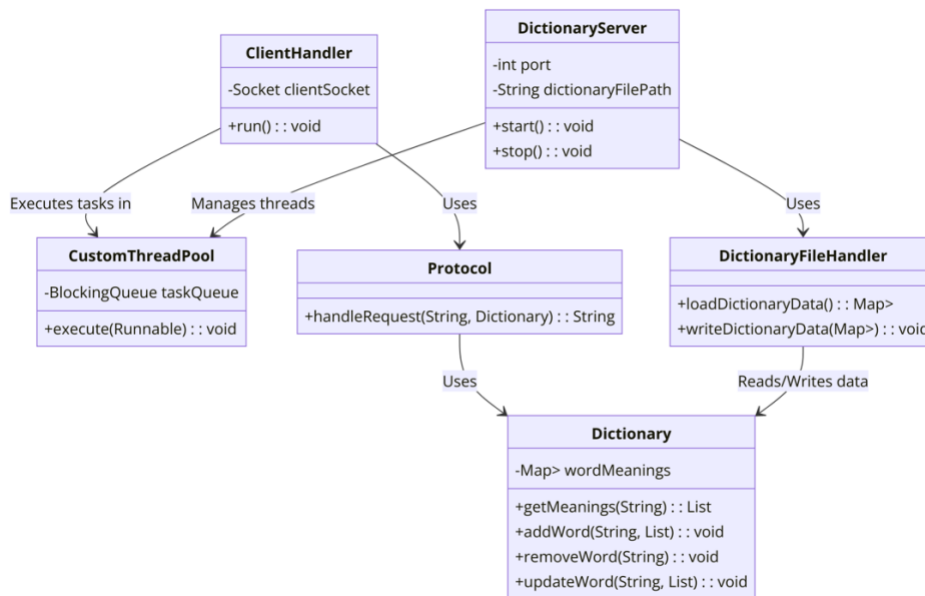 DictionaryServer
-int port
-String dictionaryFilePath
+start() : : void
+stop() : : void
ClientHandler
-Socket clientSocket
+run() : : void
Executes tasks in
Manages threads
Uses
Uses
CustomThreadPool
-BlockingQueue taskQueue
+execute(Runnable) : : void
Protocol
+handleRequest(String, Dictionary) : : String
DictionaryFileHandler
+loadDictionaryData() : : Map>
+writeDictionaryData(Map>) : : void
Uses
Reads/Writes data
Dictionary
-Map> wordMeanings
+getMeanings(String) : : List
+addWord(String, List) : : void
+removeWord(String) : : void
+updateWord(String, List) : : void